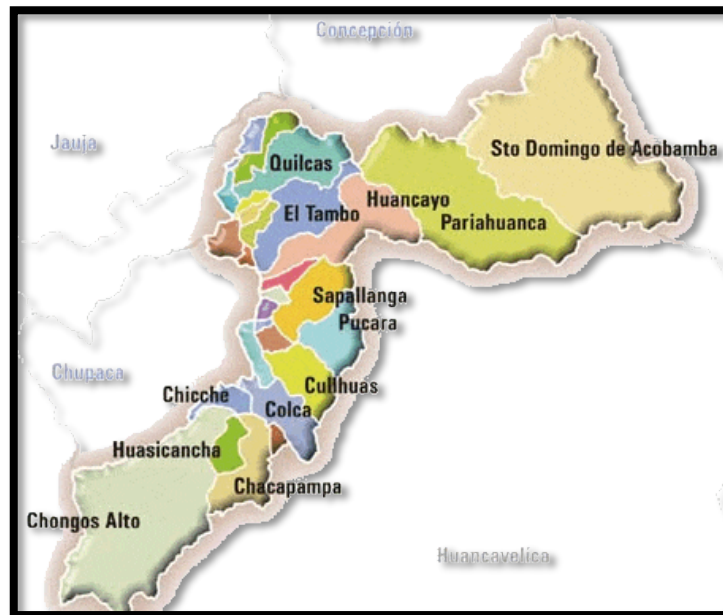 Concepción
Jauja
Sto Domingo de Acobamba
Quilcas
Huancayo
El Tambo
Pariahuanca
Sapallanga
Pucara
Chupaca
Cullhuas
Chicche
Colca
Huasicancha
Chacapampa
Chongos Alto
Huancavelica